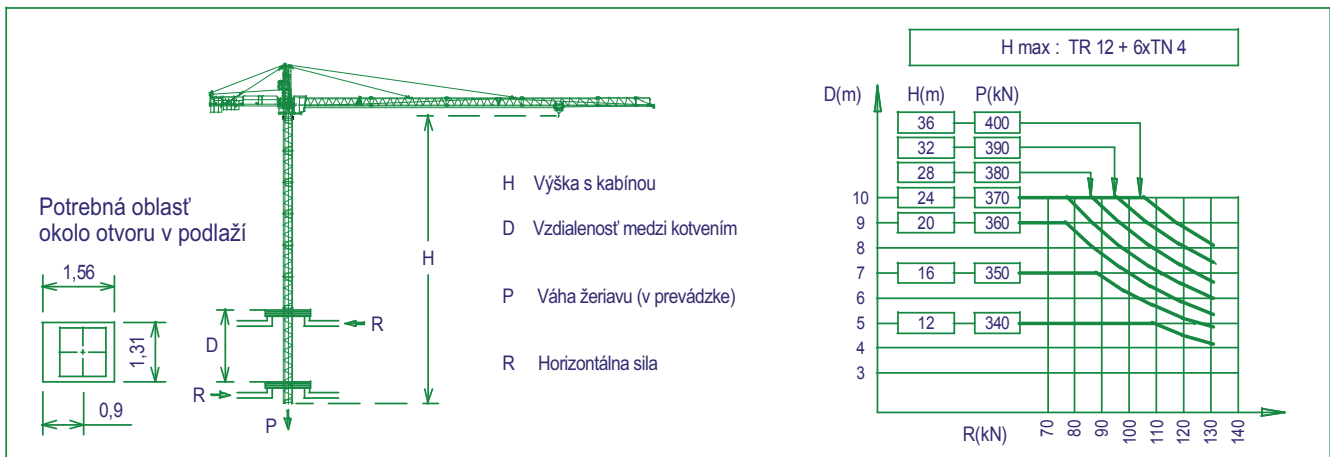 H max : TR 12 + 6xTN 4
D(m) H(m) P(kN)
36 400
32 390
28 380
10 24 370
9 20 360
8
7 16 350
6
5 12 340
4
3
R(kN) 70 80 90 100 110 120 130 140
Potrebná oblasť
okolo otvoru v podlaží
1,56
1,31
0,9
H
D
R
R
P
H Výška s kabínou
D Vzdialenosť medzi kotvením
P Váha žeriavu (v prevádzke)
R Horizontálna sila